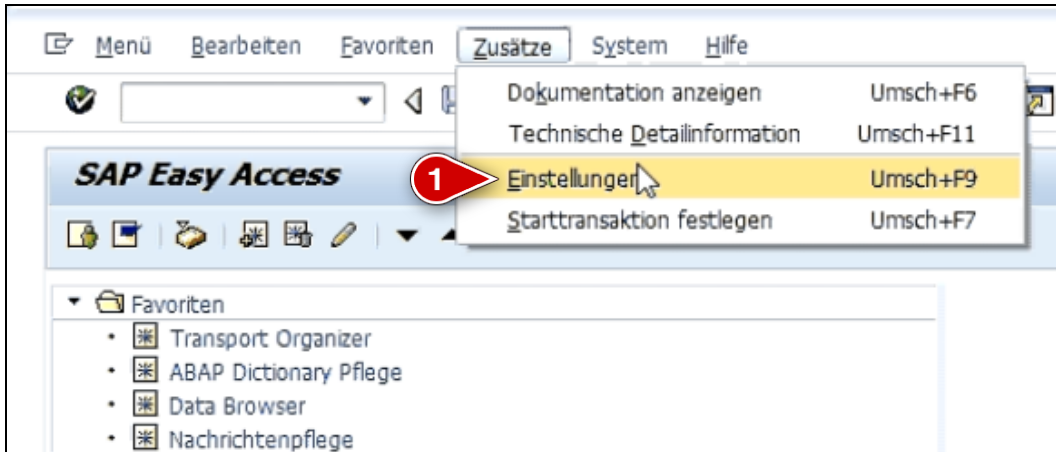 Menü Bearbeiten Favoriten Zusätze System Hilfe
Dokumentation anzeigen Umsch+F6
Technische Detailinformation Umsch+F11
SAP Easy Access
1 Einstellungen Umsch+F9
Starttransaktion festlegen Umsch+F7
Favoriten
Transport Organizer
ABAP Dictionary Pflege
Data Browser
Nachrichtenpflege